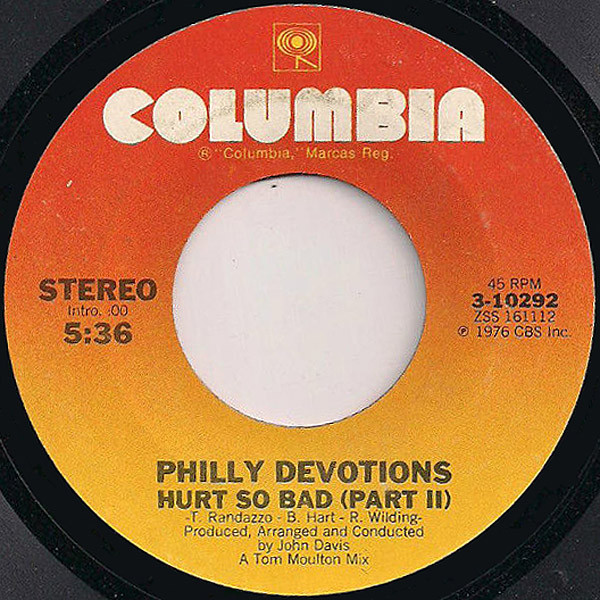 COLUMBIA
® "Columbia," Marcas Reg.
STEREO
Intro. :00
5:36
45 RPM
3-10292
ZSS 161112
℗ 1976 CBS Inc.
PHILLY DEVOTIONS
HURT SO BAD (PART II)
-T. Randazzo - B. Hart - R. Wilding-
Produced, Arranged and Conducted
by John Davis
A Tom Moulton Mix